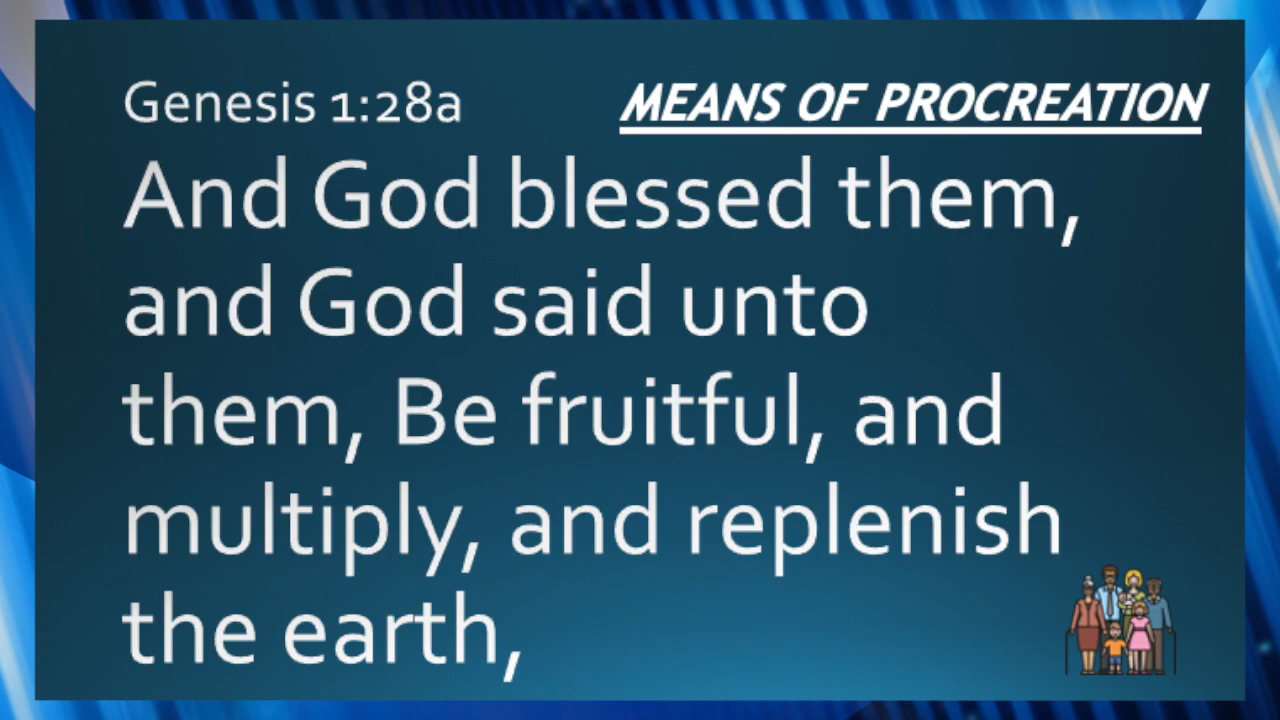 Genesis 1:28a
MEANS OF PROCREATION
And God blessed them,
and God said unto
them, Be fruitful, and
multiply, and replenish
the earth,